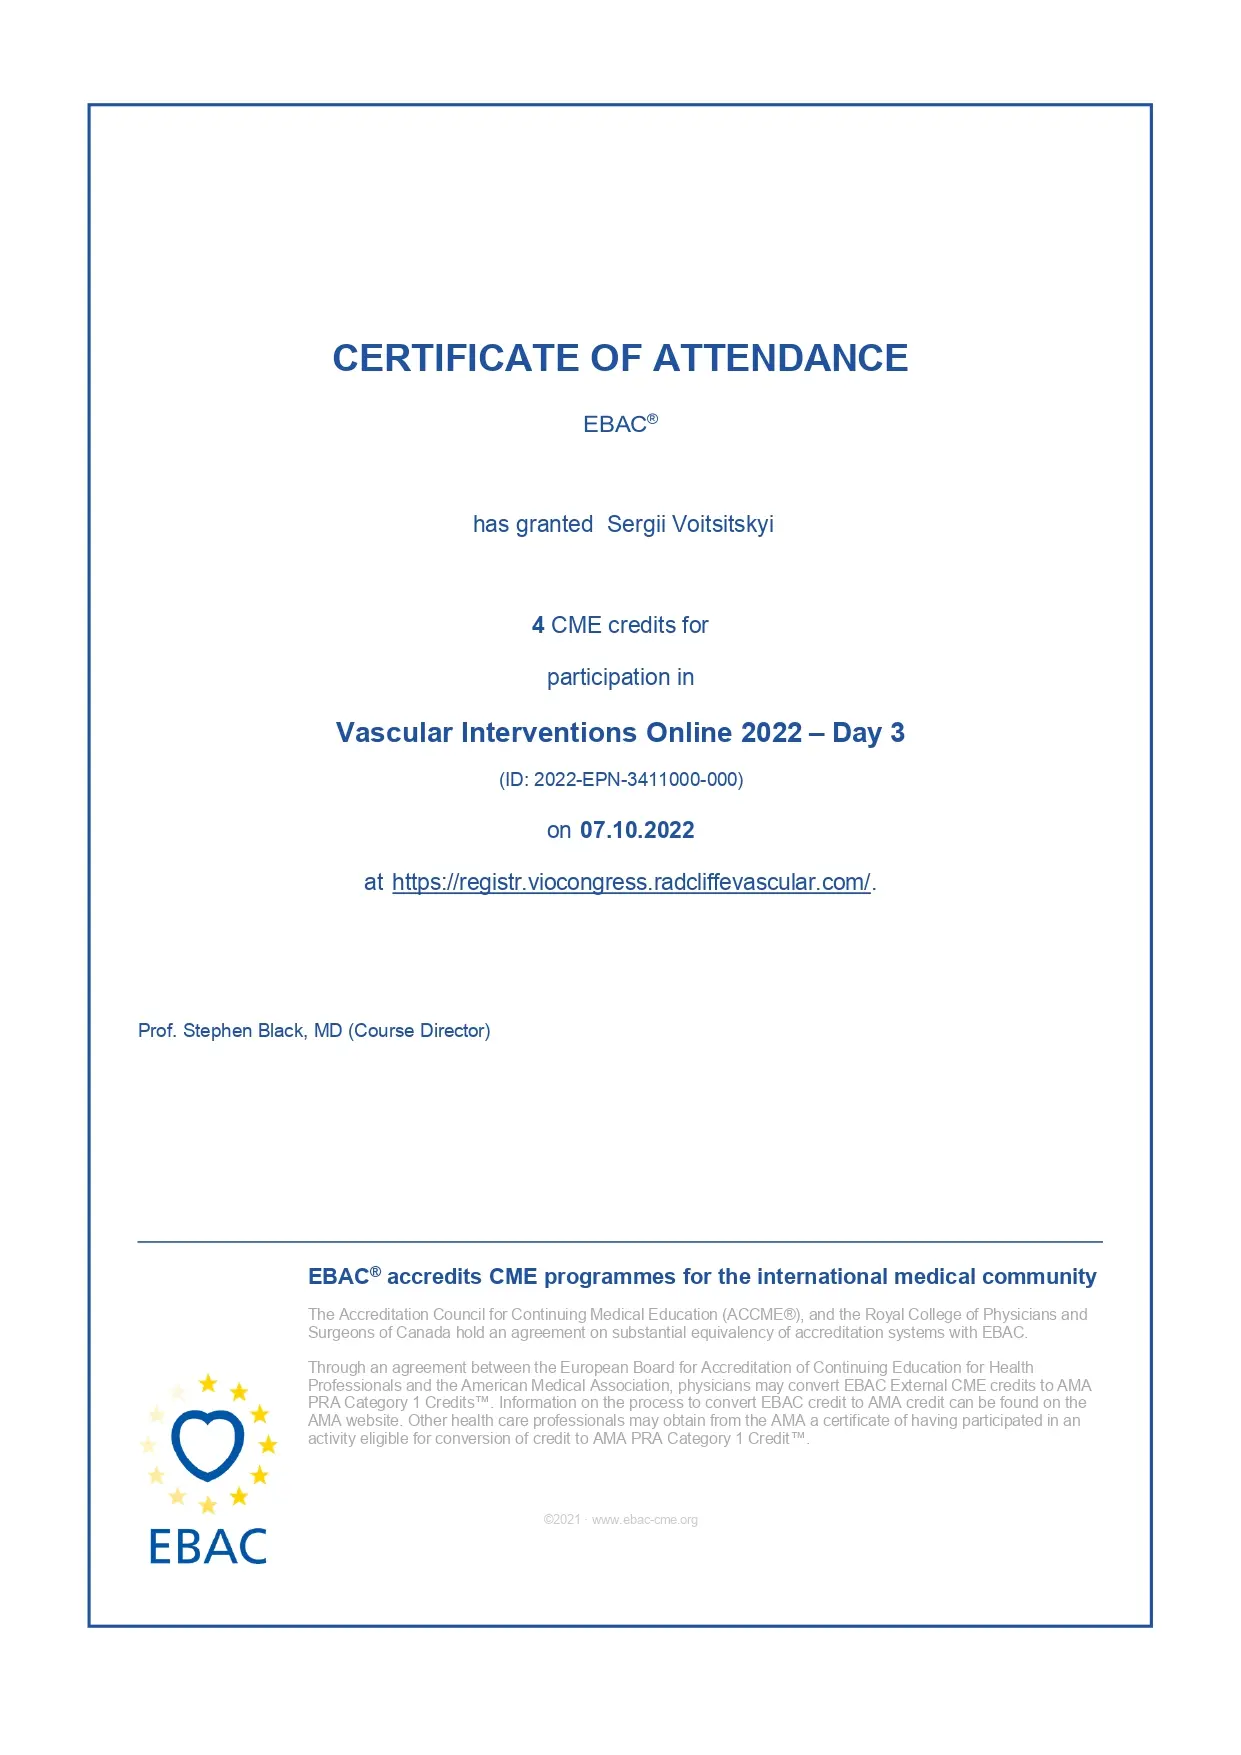 CERTIFICATE OF ATTENDANCE
EBAC®
has granted Sergii Voitsitskyi
4 CME credits for
participation in
Vascular Interventions Online 2022 – Day 3
(ID: 2022-EPN-3411000-000)
on 07.10.2022
at https://registr.viocongress.radcliffevascular.com/.
Prof. Stephen Black, MD (Course Director)
EBAC® accredits CME programmes for the international medical community
The Accreditation Council for Continuing Medical Education (ACCME®), and the Royal College of Physicians and
Surgeons of Canada hold an agreement on substantial equivalency of accreditation systems with EBAC.
Through an agreement between the European Board for Accreditation of Continuing Education for Health
Professionals and the American Medical Association, physicians may convert EBAC External CME credits to AMA
PRA Category 1 Credits™. Information on the process to convert EBAC credit to AMA credit can be found on the
AMA website. Other health care professionals may obtain from the AMA a certificate of having participated in an
activity eligible for conversion of credit to AMA PRA Category 1 Credit™.
©2021 · www.ebac-cme.org
EBAC